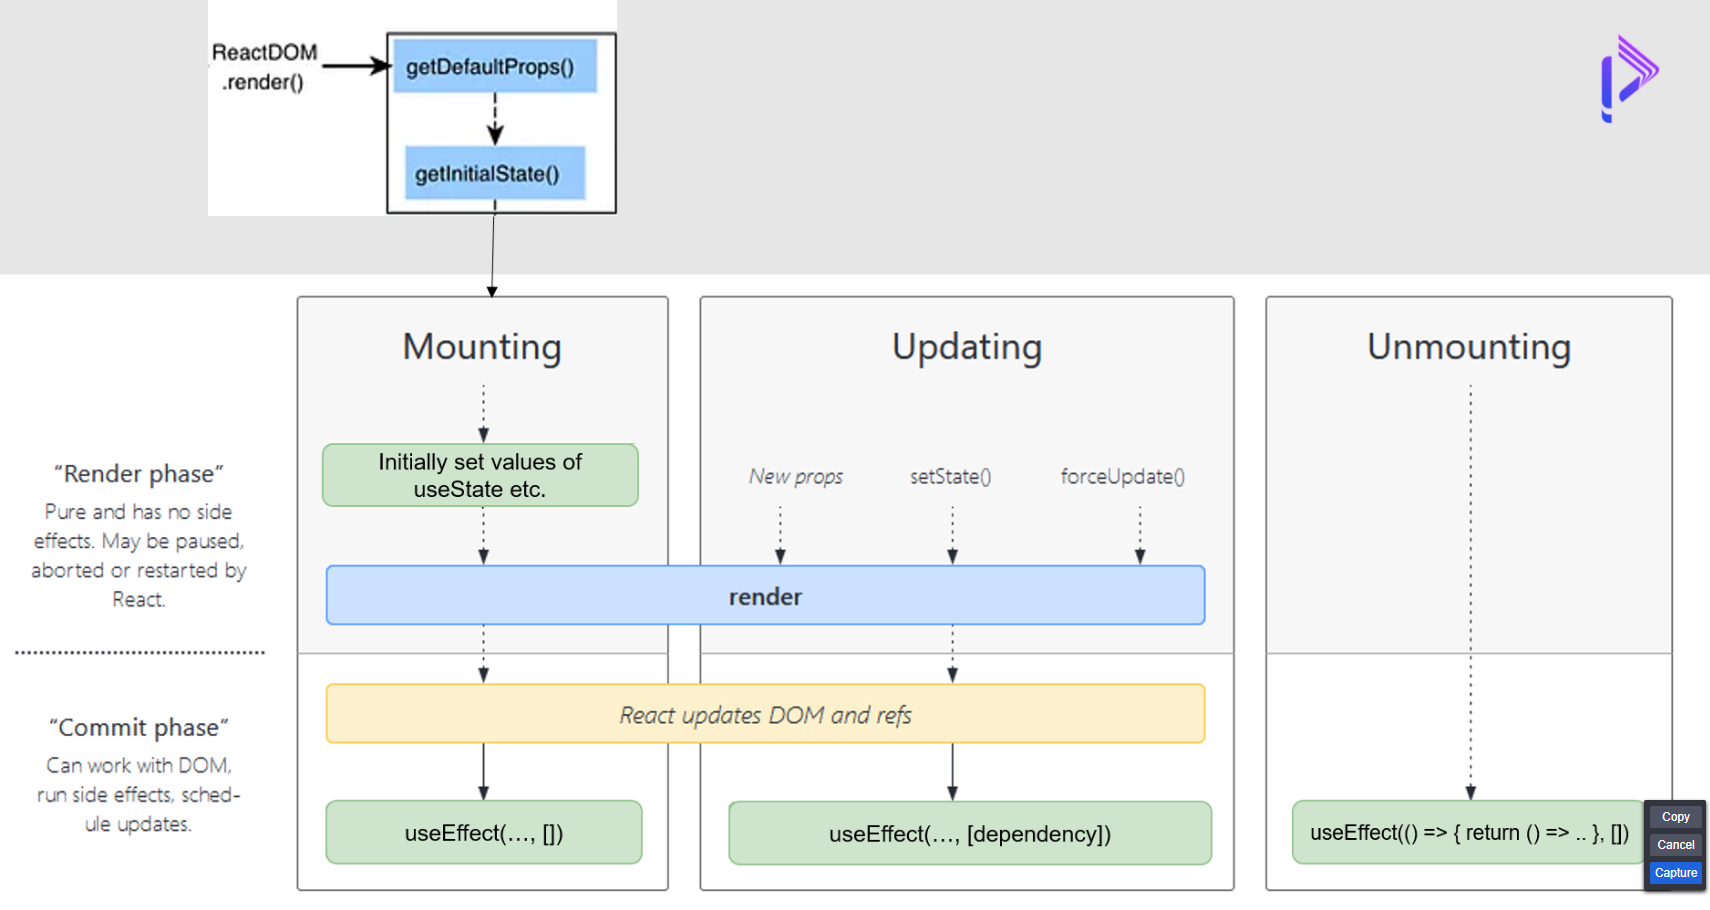 ReactDOM
.render()
getDefaultProps()
getInitialState()
Mounting
Updating
Unmounting
“Render phase”
Pure and has no side
effects. May be paused,
aborted or restarted by
React.
Initially set values of
useState etc.
New props
setState()
forceUpdate()
render
“Commit phase”
Can work with DOM,
run side effects, sched-
ule updates.
React updates DOM and refs
useEffect(..., [])
useEffect(..., [dependency])
useEffect(() => { return () => .. }, [])
Copy
Cancel
Capture